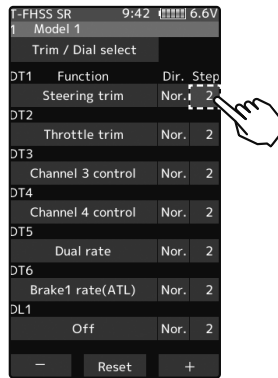 T-FHSS SR 9:42 6.6V
1 Model 1
Trim / Dial select
DT1 Function Dir. Step
Steering trim Nor. 2
DT2
Throttle trim Nor. 2
DT3
Channel 3 control Nor. 2
DT4
Channel 4 control Nor. 2
DT5
Dual rate Nor. 2
DT6
Brake1 rate(ATL) Nor. 2
DL1
Off Nor. 2
− Reset +